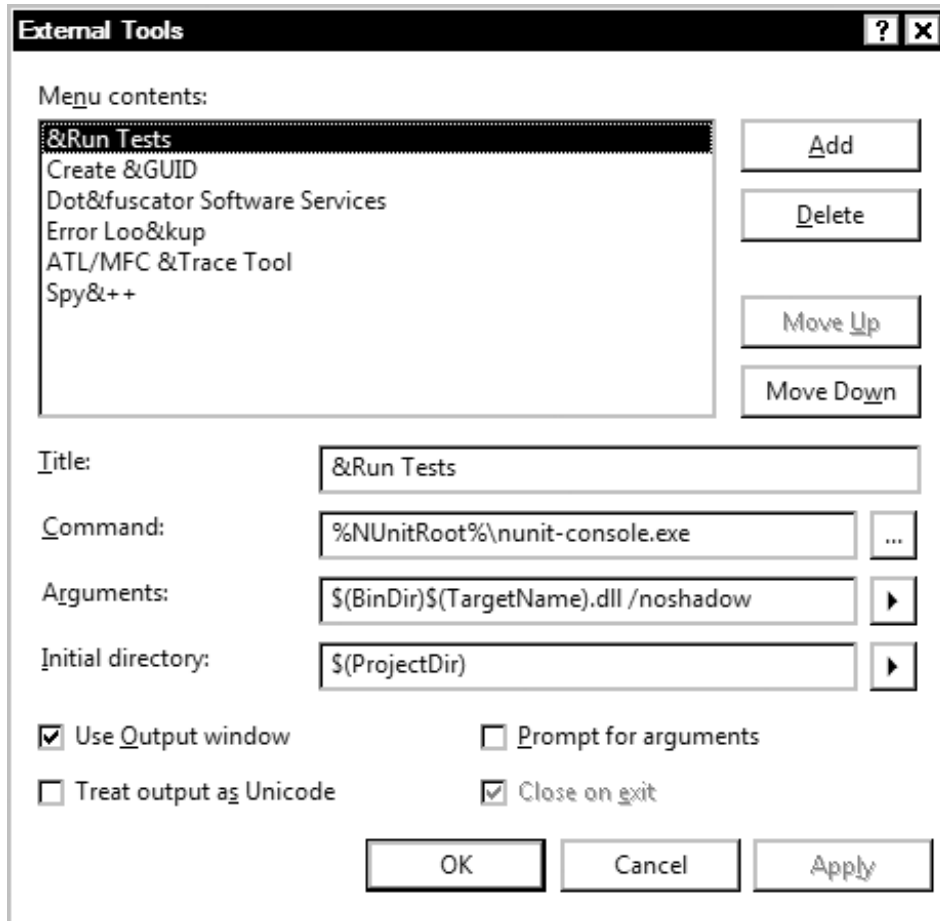 External Tools
Menu contents:
&Run Tests
Create &GUID
Dot&fuscator Software Services
Error Loo&kup
ATL/MFC &Trace Tool
Spy&++
Add
Delete
Move Up
Move Down
Title:
&Run Tests
Command:
%NUnitRoot%\nunit-console.exe
...
Arguments:
$(BinDir)$(TargetName).dll /noshadow
Initial directory:
$(ProjectDir)
Use Output window
Prompt for arguments
Treat output as Unicode
Close on exit
OK
Cancel
Apply